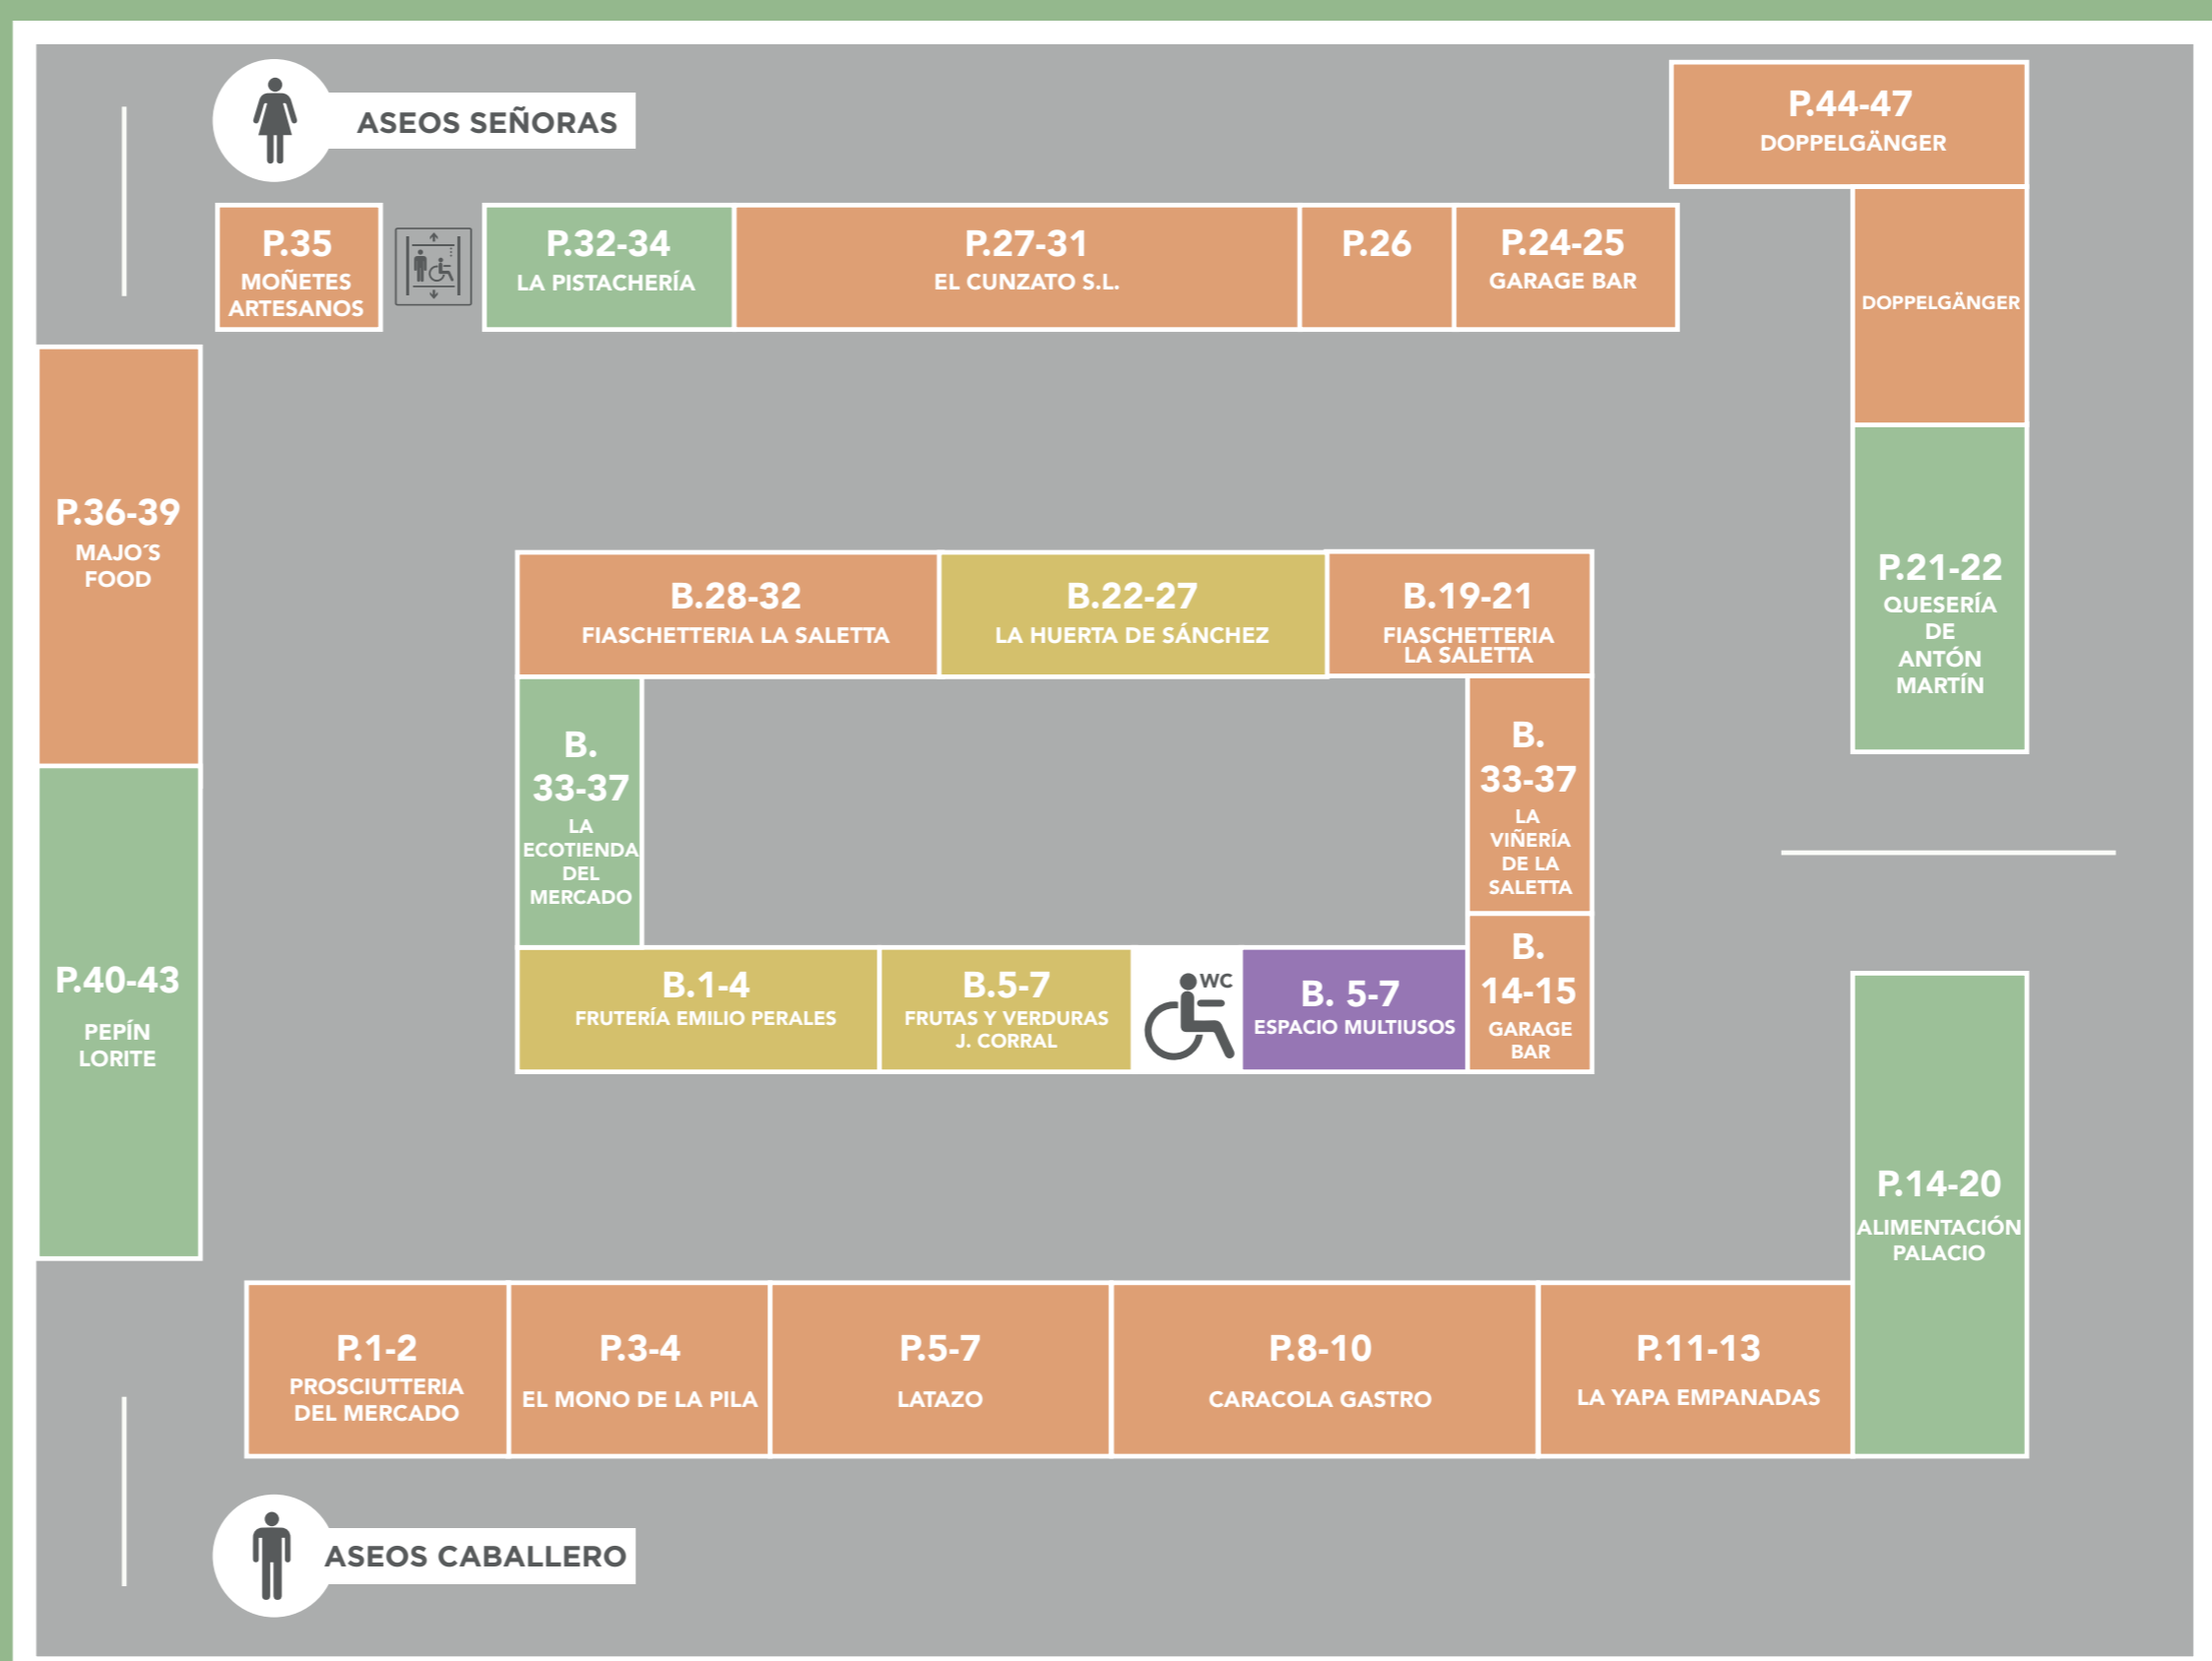 ASEOS SEÑORAS
P.44-47
DOPPELGÄNGER
P.35
MOÑETES
ARTESANOS
P.32-34
LA PISTACHERÍA
P.27-31
EL CUNZATO S.L.
P.26
P.24-25
GARAGE BAR
DOPPELGÄNGER
P.36-39
MAJO´S
FOOD
P.21-22
QUESERÍA
DE
ANTÓN
MARTÍN
B.28-32
FIASCHETTERIA LA SALETTA
B.22-27
LA HUERTA DE SÁNCHEZ
B.19-21
FIASCHETTERIA
LA SALETTA
B.
33-37
LA
ECOTIENDA
DEL
MERCADO
B.
33-37
LA
VIÑERÍA
DE LA
SALETTA
P.40-43
PEPÍN
LORITE
B.1-4
FRUTERÍA EMILIO PERALES
B.5-7
FRUTAS Y VERDURAS
J. CORRAL
WC
B. 5-7
ESPACIO MULTIUSOS
B.
14-15
GARAGE
BAR
P.14-20
ALIMENTACIÓN
PALACIO
P.1-2
PROSCIUTTERIA
DEL MERCADO
P.3-4
EL MONO DE LA PILA
P.5-7
LATAZO
P.8-10
CARACOLA GASTRO
P.11-13
LA YAPA EMPANADAS
ASEOS CABALLERO